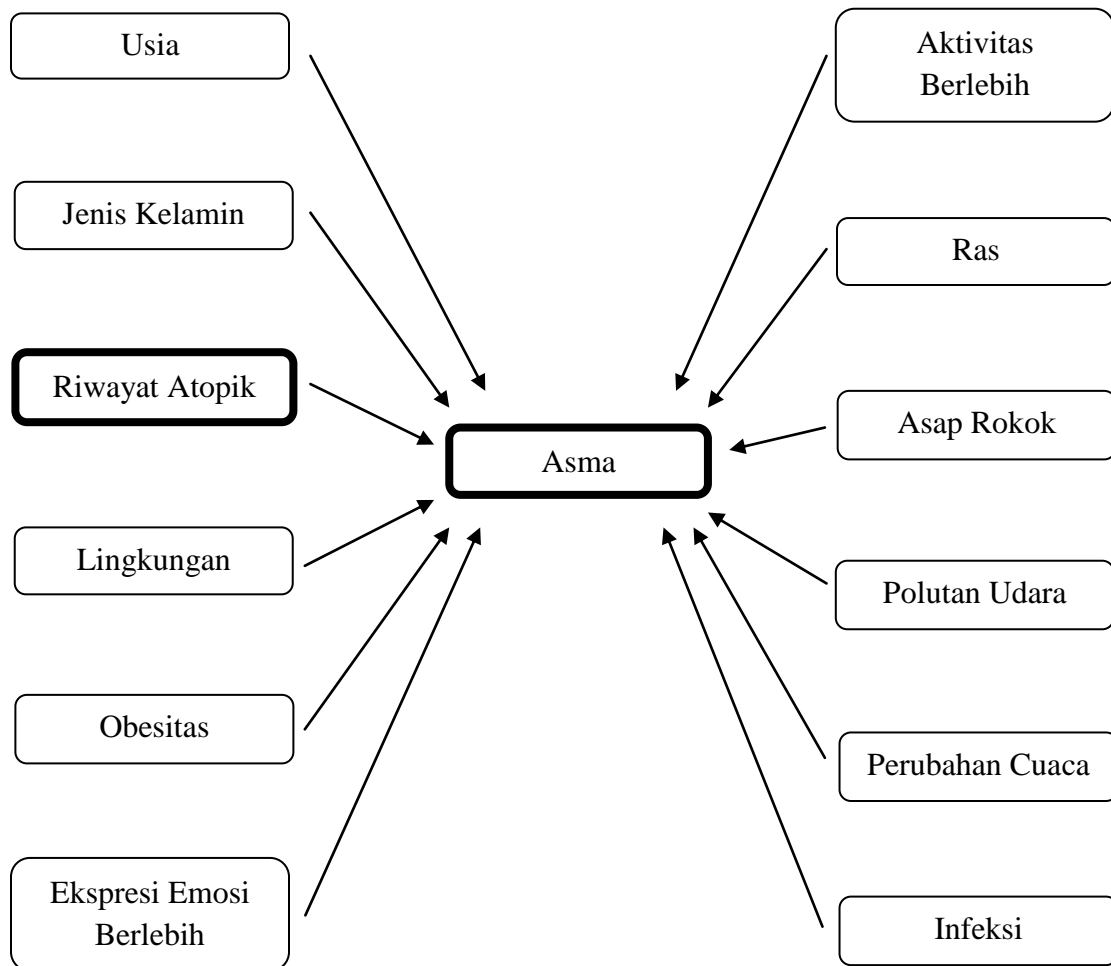 Usia
Jenis Kelamin
Riwayat Atopik
Lingkungan
Obesitas
Ekspresi Emosi
Berlebih
Asma
Aktivitas
Berlebih
Ras
Asap Rokok
Polutan Udara
Perubahan Cuaca
Infeksi